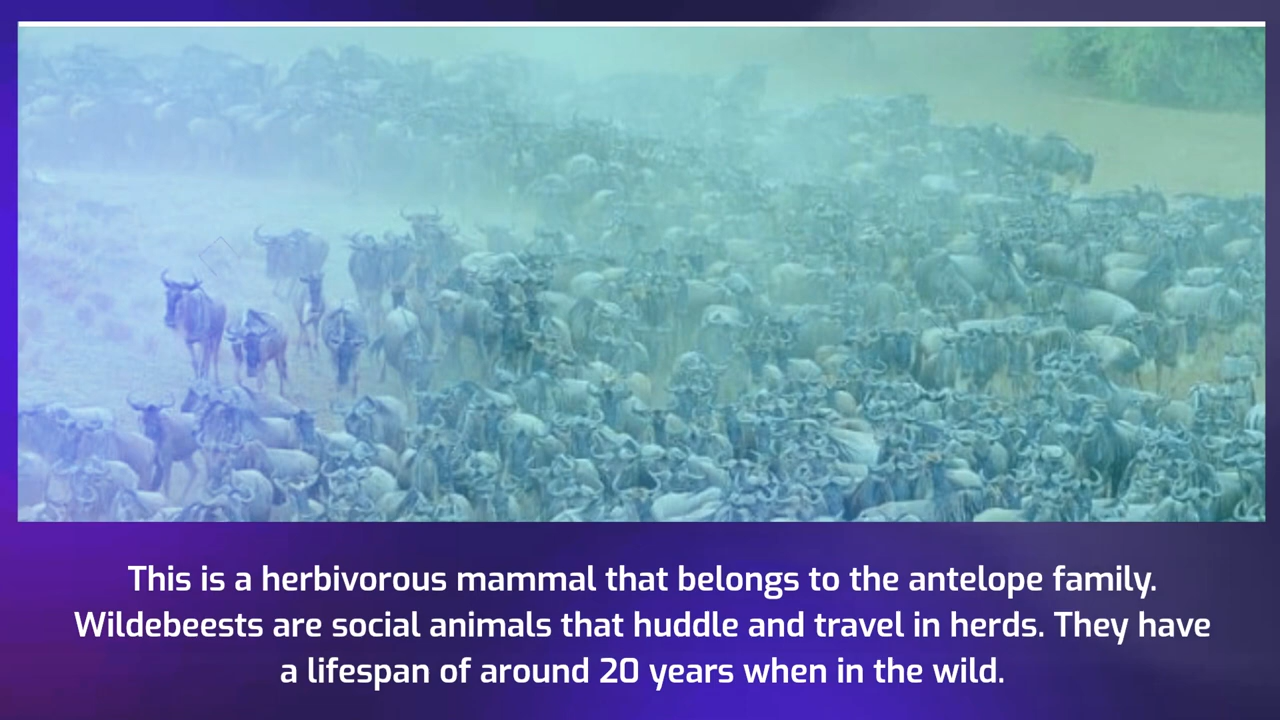 This is a herbivorous mammal that belongs to the antelope family.
Wildebeests are social animals that huddle and travel in herds. They have
a lifespan of around 20 years when in the wild.